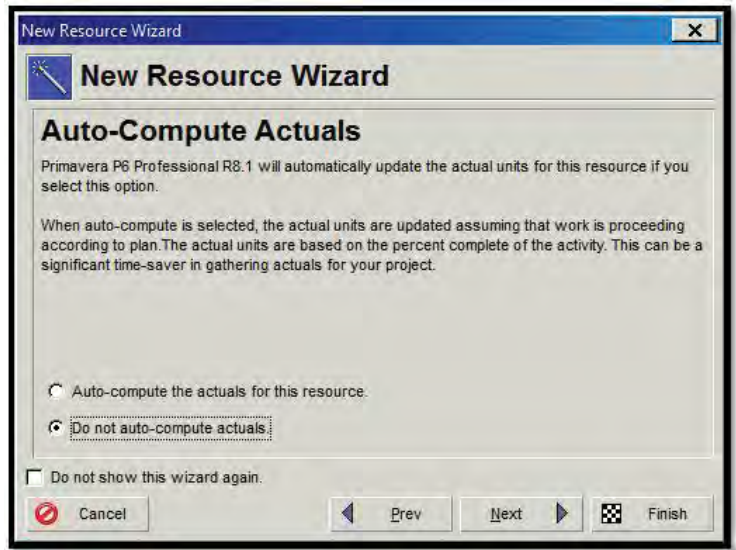 New Resource Wizard
New Resource Wizard
Auto-Compute Actuals
Primavera P6 Professional R8.1 will automatically update the actual units for this resource if you
select this option.
When auto-compute is selected, the actual units are updated assuming that work is proceeding
according to plan.The actual units are based on the percent complete of the activity. This can be a
significant time-saver in gathering actuals for your project.
Auto-compute the actuals for this resource.
Do not auto-compute actuals.
Do not show this wizard again.
Cancel Prev Next Finish